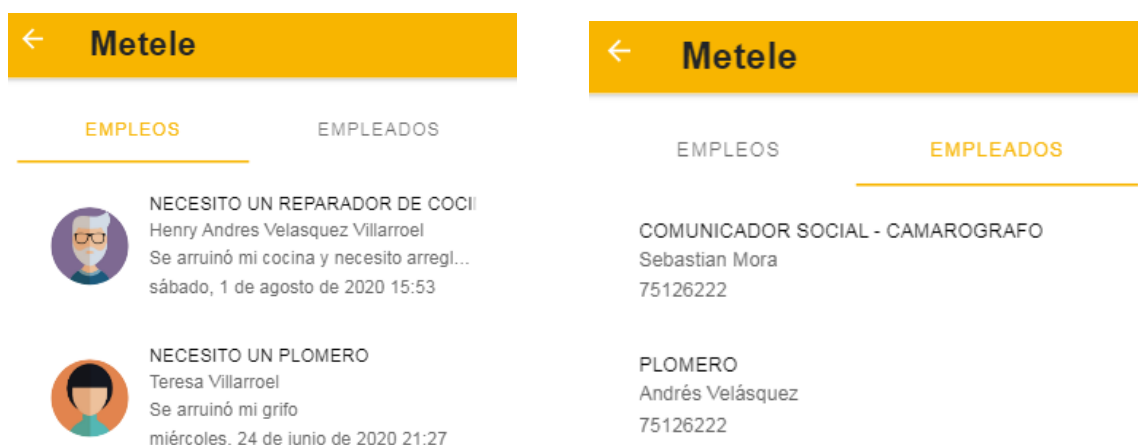 Metele
EMPLEOS
EMPLEADOS
NECESITO UN REPARADOR DE COCI
Henry Andres Velasquez Villarroel
Se arruinó mi cocina y necesito arregl...
sábado, 1 de agosto de 2020 15:53
NECESITO UN PLOMERO
Teresa Villarroel
Se arruinó mi grifo
miércoles, 24 de junio de 2020 21:27
Metele
EMPLEOS
EMPLEADOS
COMUNICADOR SOCIAL - CAMAROGRAFO
Sebastian Mora
75126222
PLOMERO
Andrés Velásquez
75126222